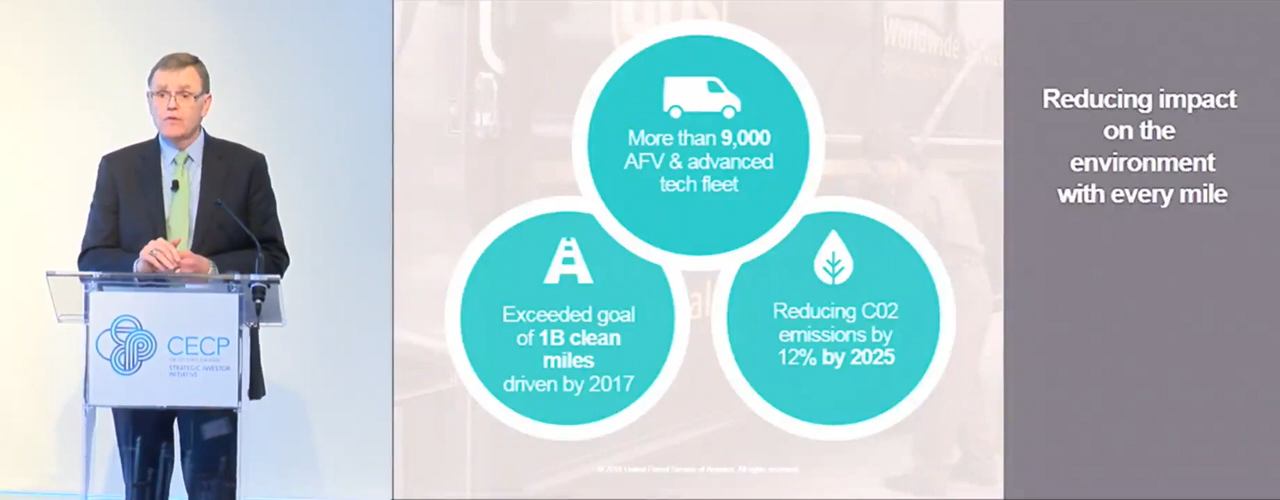 CECP
STRATEGIC INVESTOR
INITIATIVE
Worldwide
More than 9,000
AFV & advanced
tech fleet
Exceeded goal
of 1B clean
miles
driven by 2017
Reducing C02
emissions by
12% by 2025
Reducing impact
on the
environment
with every mile